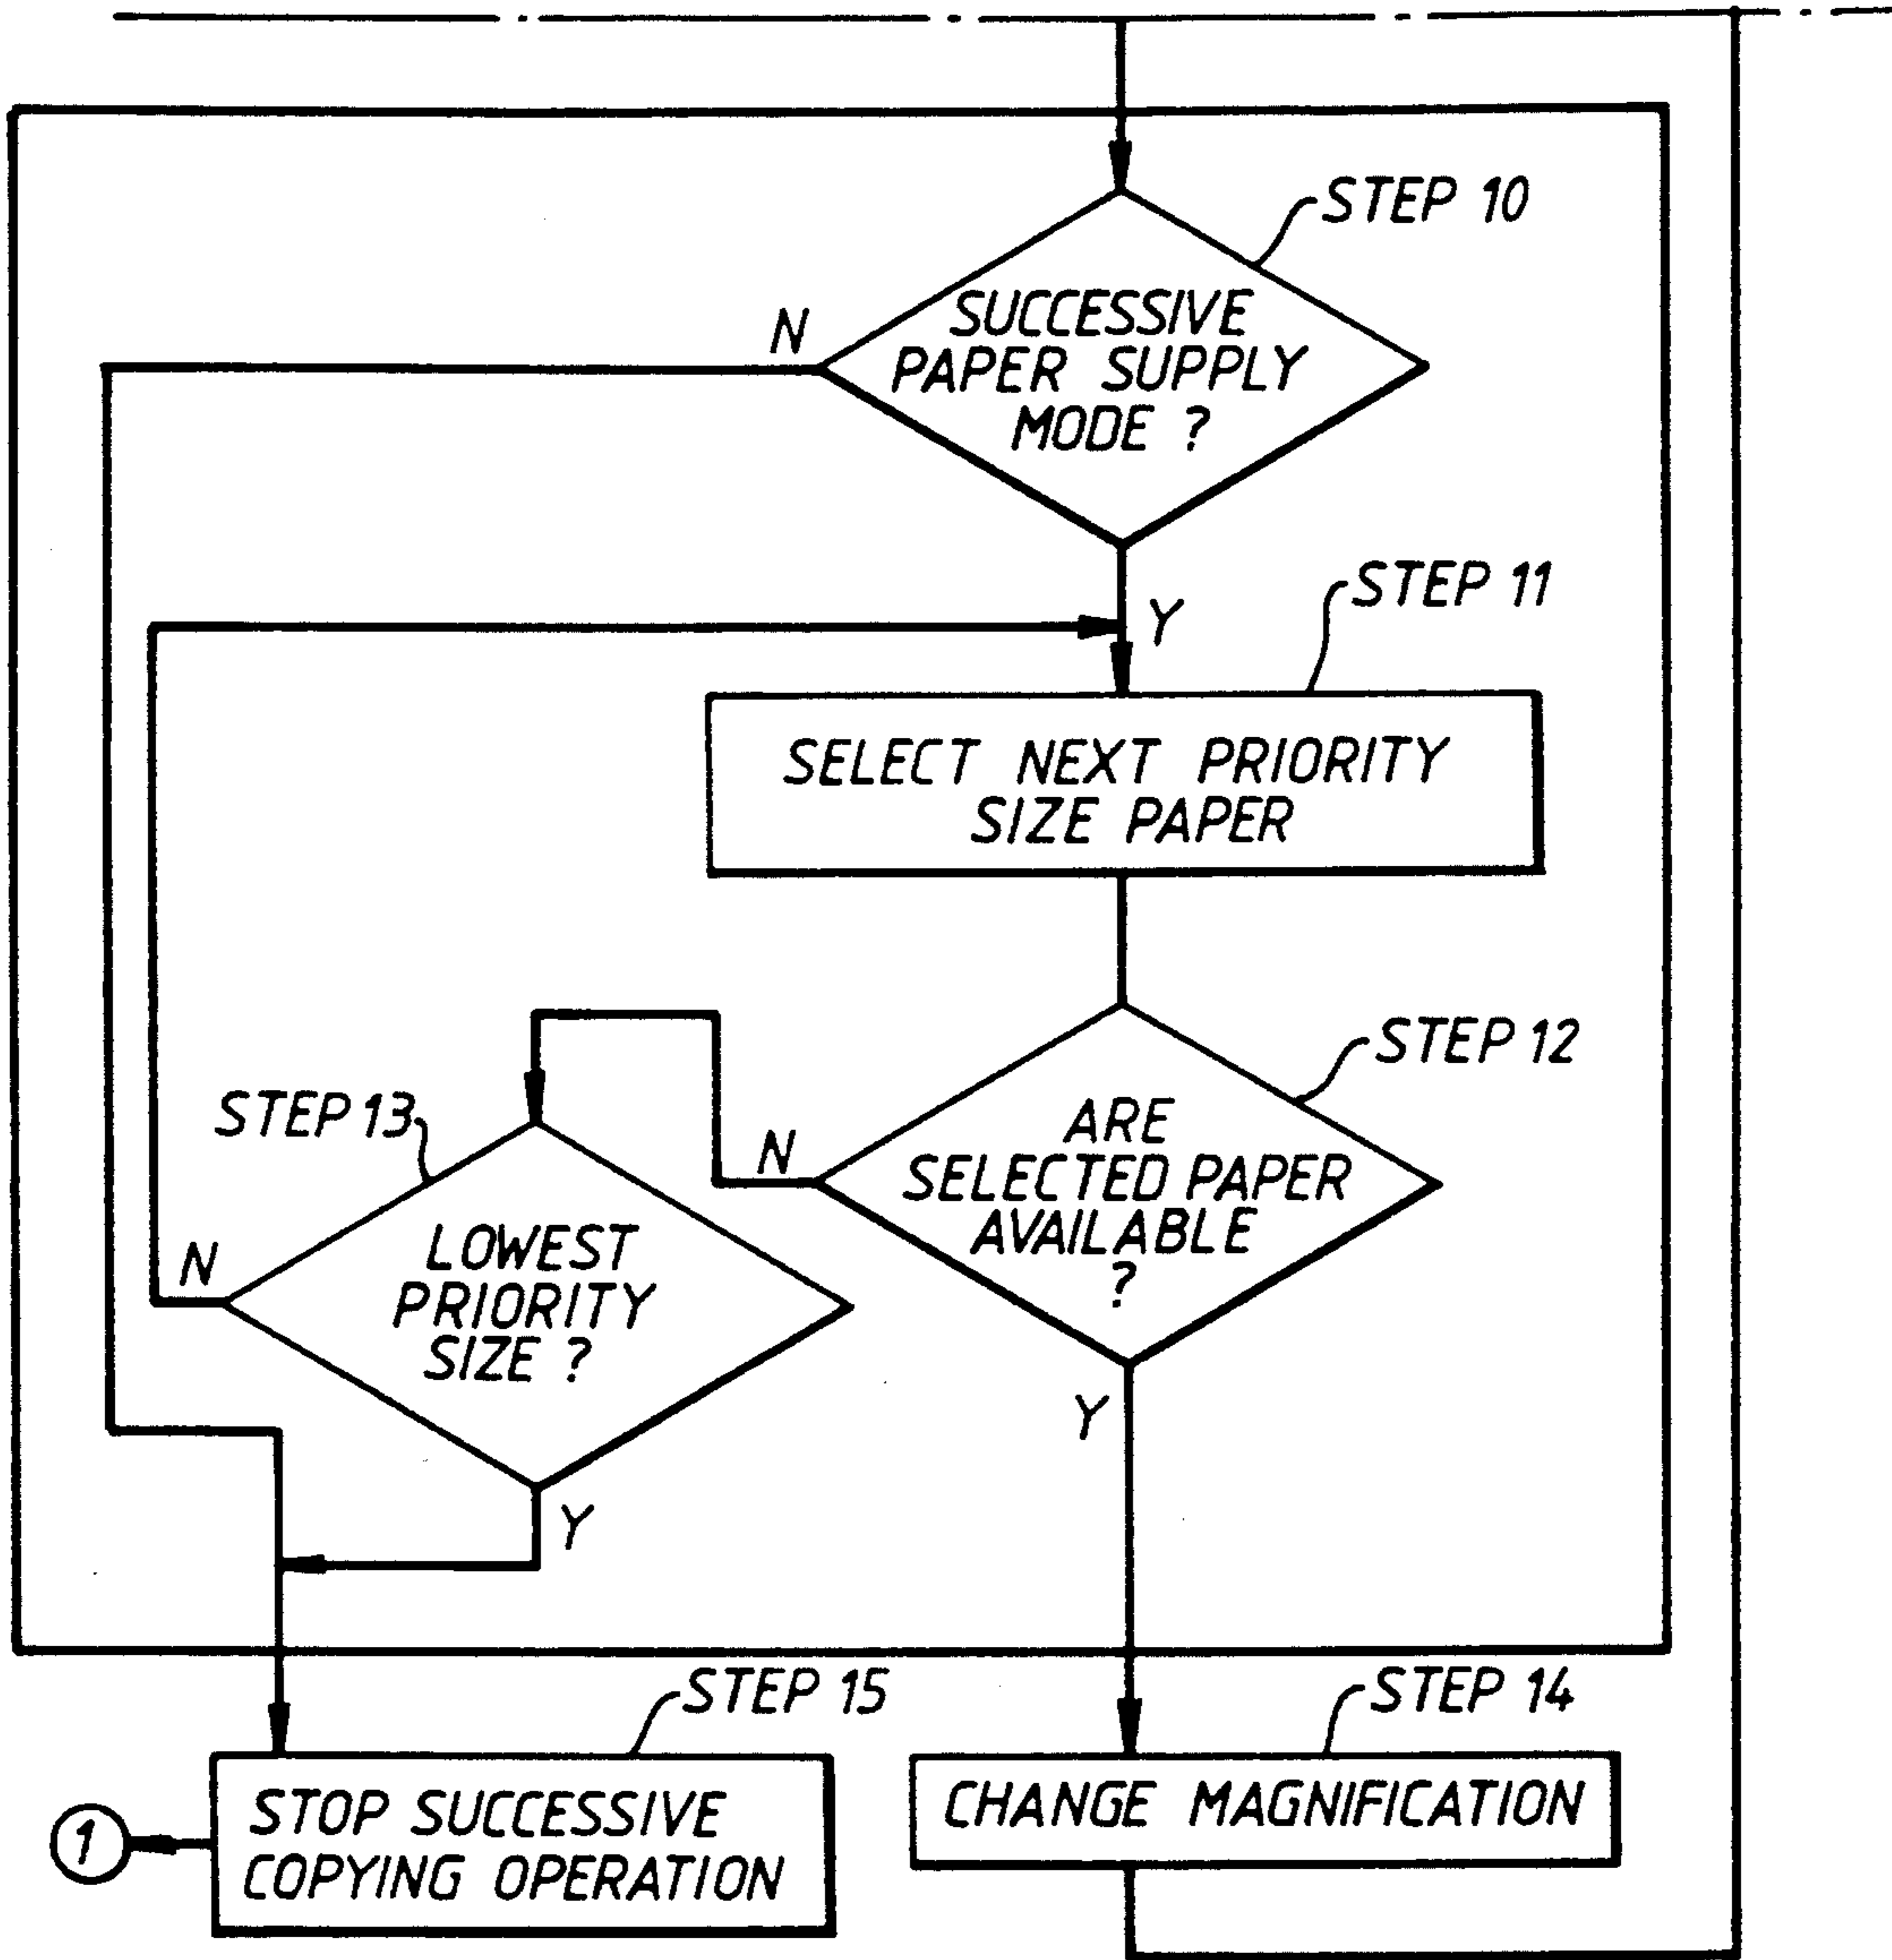 STEP 10
SUCCESSIVE
PAPER SUPPLY
MODE ?
N
Y
STEP 11
SELECT NEXT PRIORITY
SIZE PAPER
STEP 12
ARE
SELECTED PAPER
AVAILABLE
?
N
Y
STEP 13
LOWEST
PRIORITY
SIZE ?
N
Y
STEP 15
STOP SUCCESSIVE
COPYING OPERATION
1
STEP 14
CHANGE MAGNIFICATION